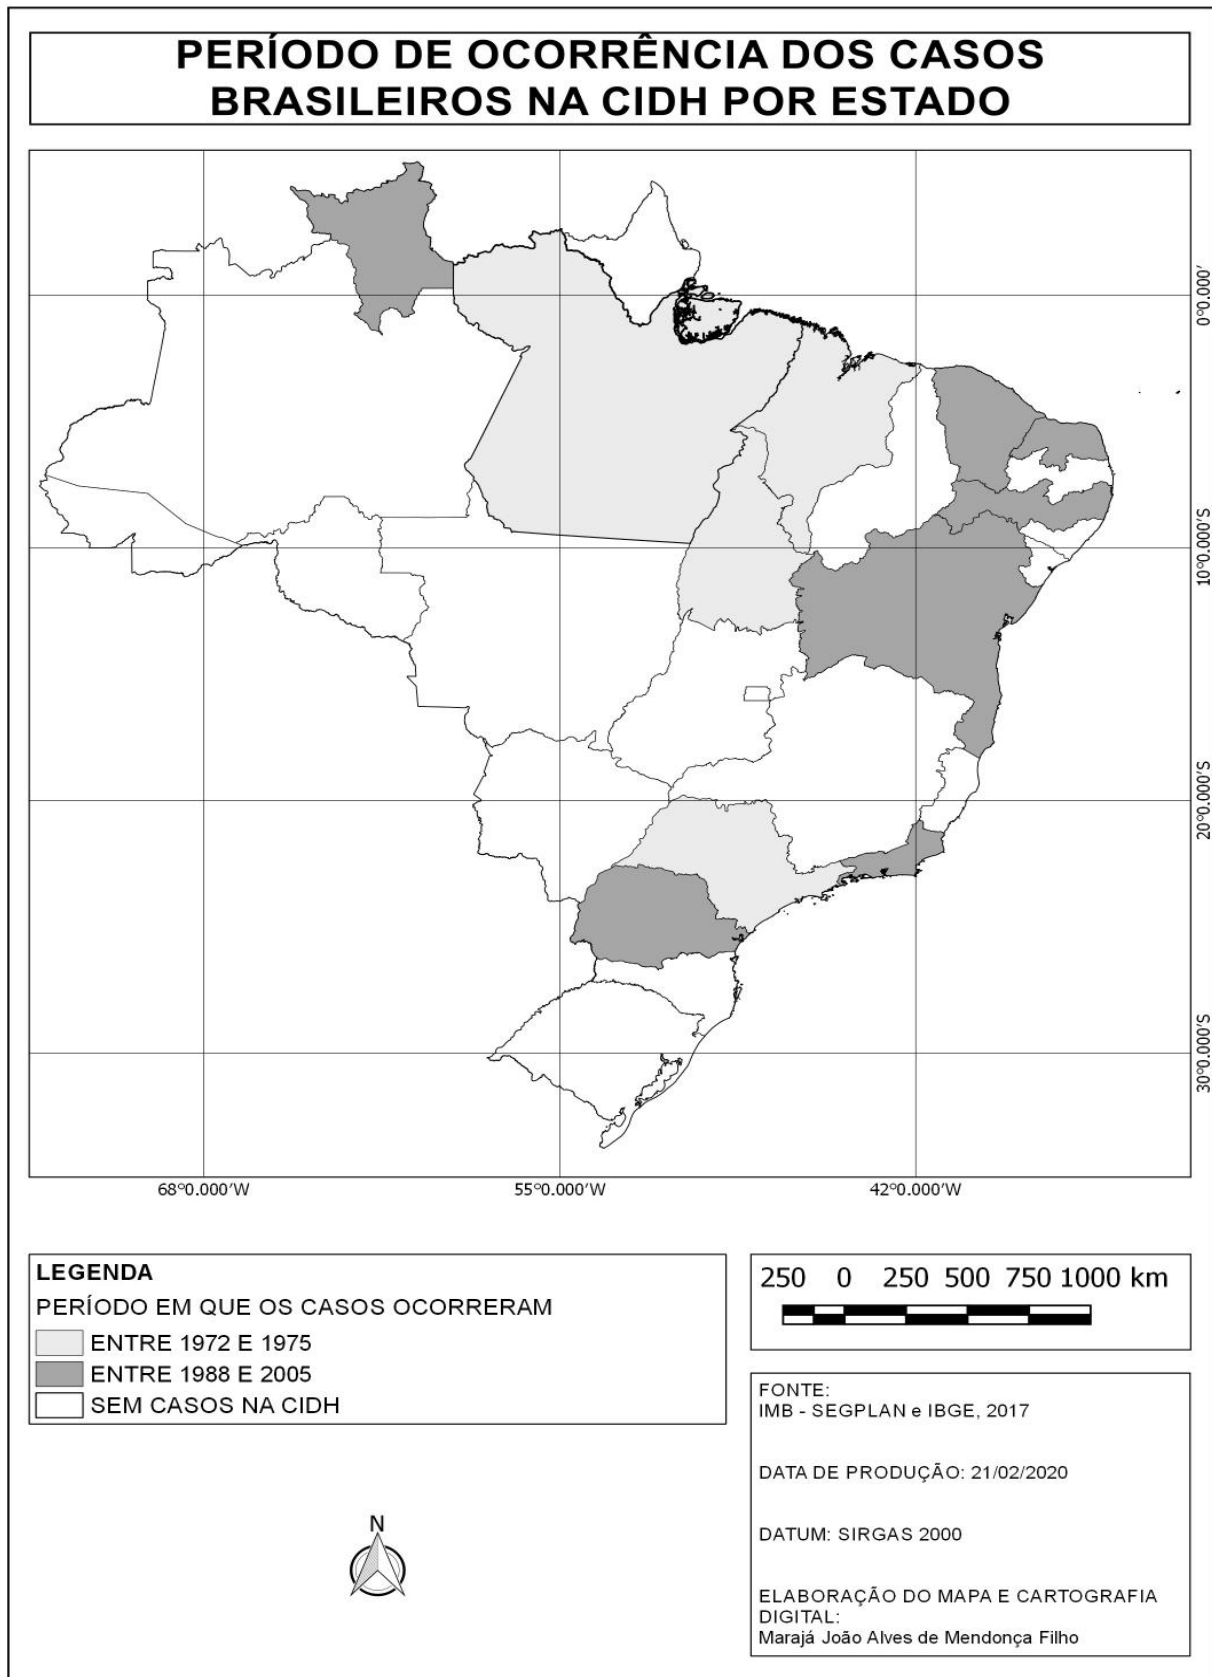 PERÍODO DE OCORRÊNCIA DOS CASOS
BRASILEIROS NA CIDH POR ESTADO
0°0.000′
10°0.000′S
20°0.000′S
30°0.000′S
68°0.000′W
55°0.000′W
42°0.000′W
LEGENDA
PERÍODO EM QUE OS CASOS OCORRERAM
ENTRE 1972 E 1975
ENTRE 1988 E 2005
SEM CASOS NA CIDH
250 0 250 500 750 1000 km
FONTE:
IMB - SEGPLAN e IBGE, 2017
DATA DE PRODUÇÃO: 21/02/2020
DATUM: SIRGAS 2000
ELABORAÇÃO DO MAPA E CARTOGRAFIA
DIGITAL:
Marajá João Alves de Mendonça Filho
N